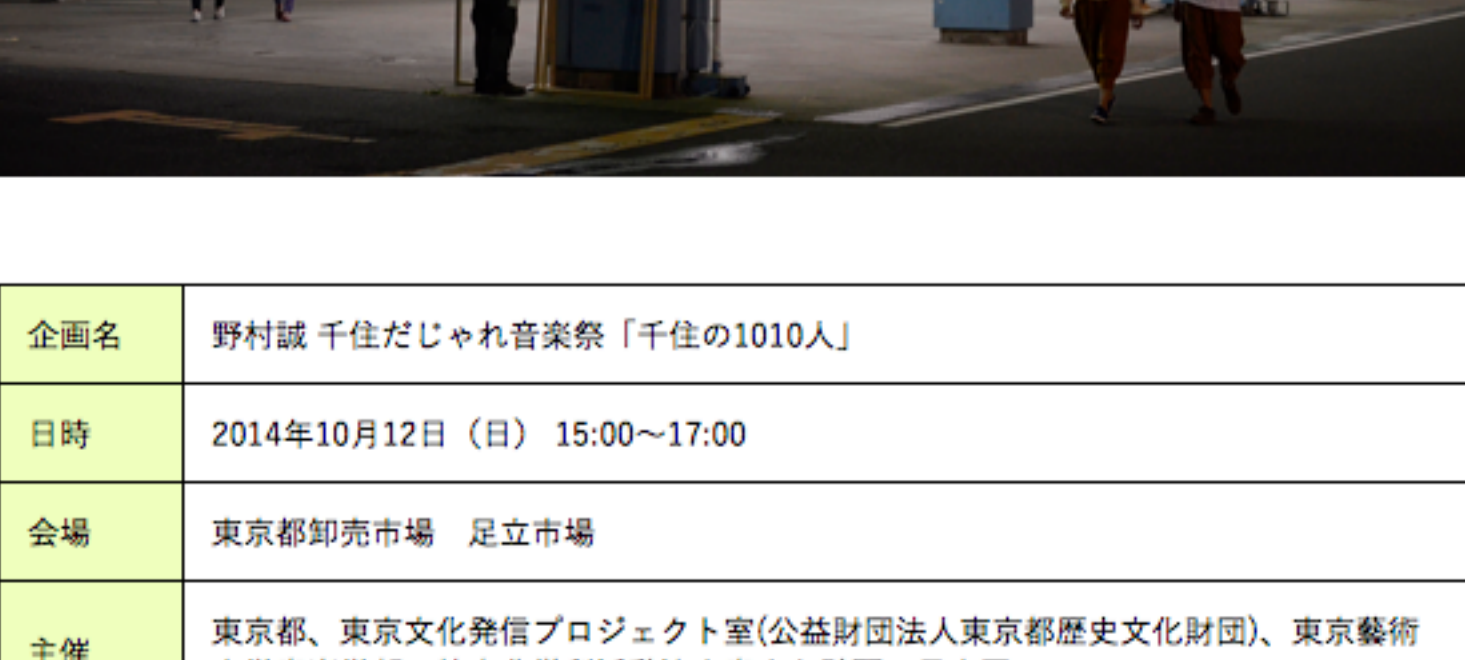 企画名
野村誠 千住だじゃれ音楽祭「千住の1010人」
日時
2014年10月12日（日） 15:00〜17:00
会場
東京都卸売市場　足立市場
主催
東京都、東京文化発信プロジェクト室(公益財団法人東京都歴史文化財団)、東京藝術